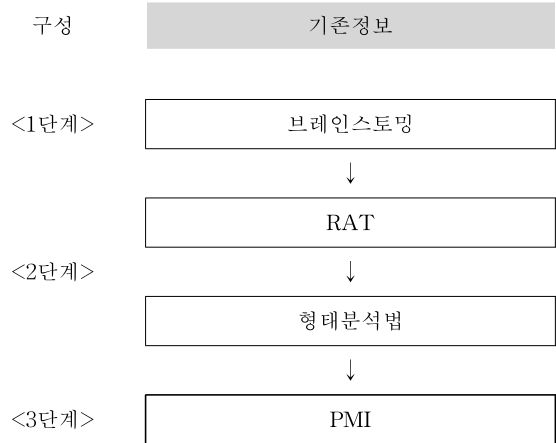 구성 기존정보
<1단계> 브레인스토밍
↓
RAT
<2단계> ↓
형태분석법
↓
<3단계> PMI